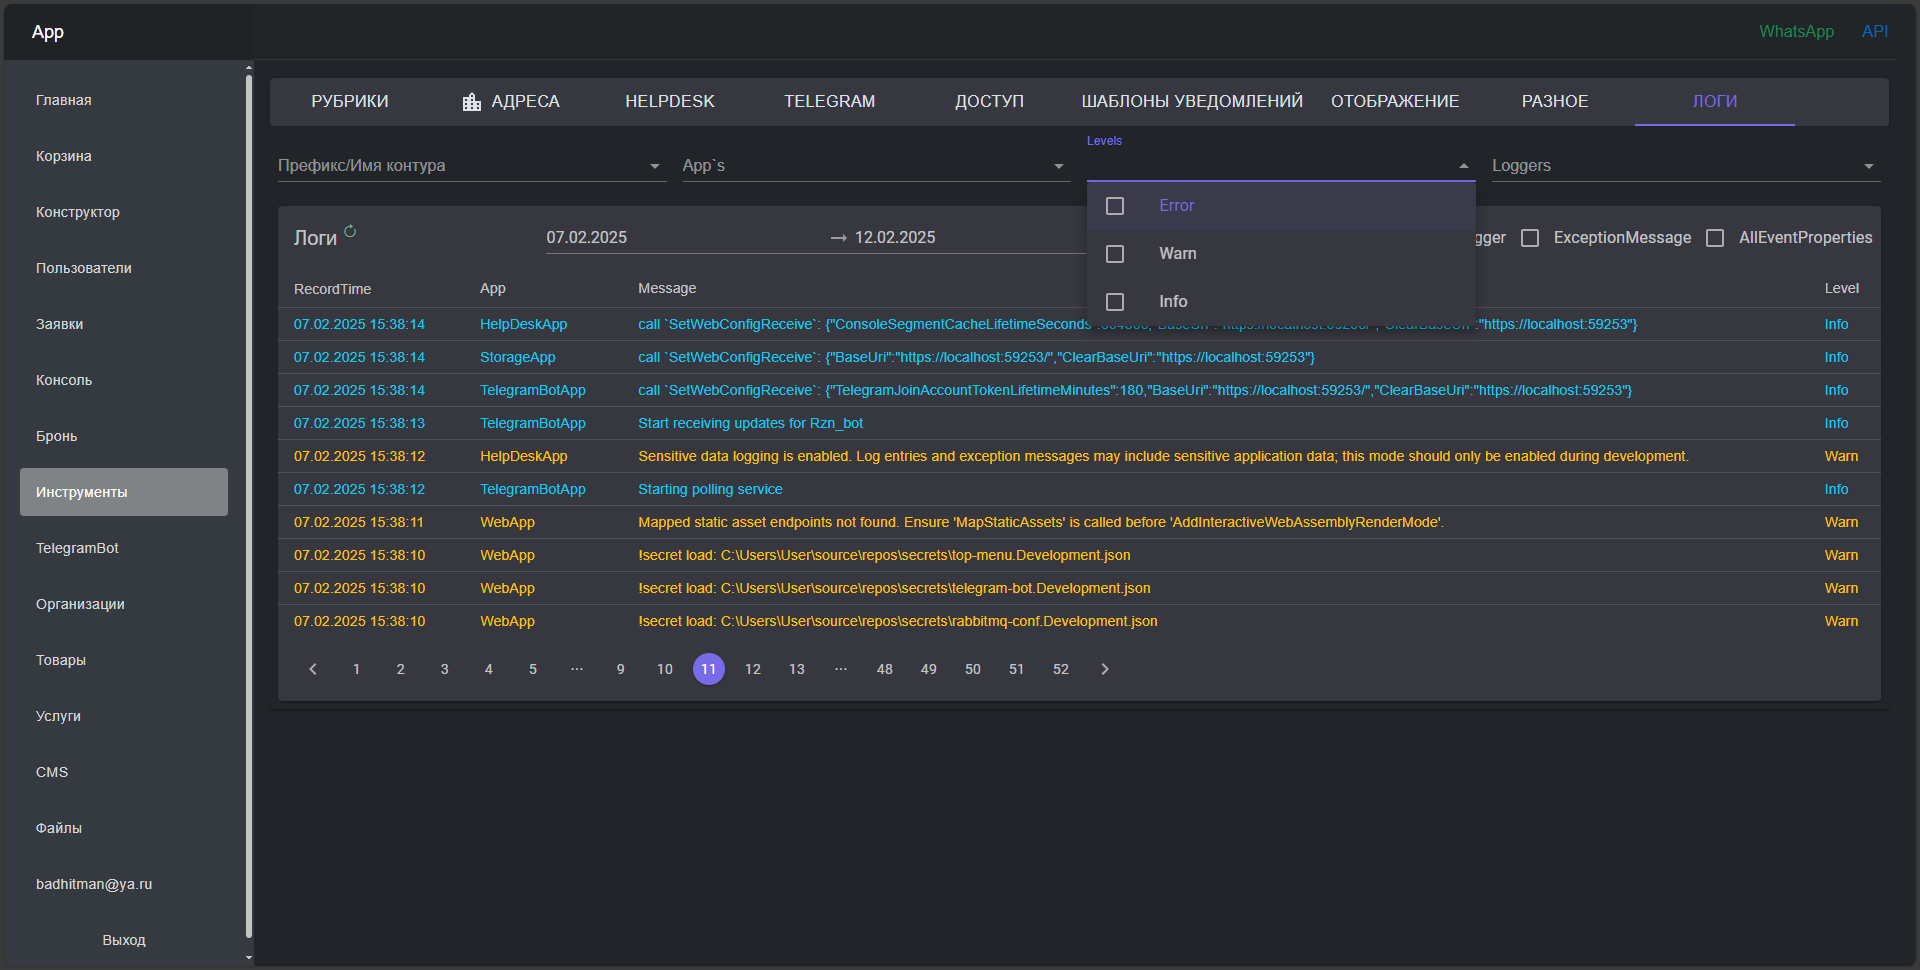 App
WhatsApp API
Главная
Корзина
Конструктор
Пользователи
Заявки
Консоль
Бронь
Инструменты
TelegramBot
Организации
Товары
Услуги
CMS
Файлы
badhitman@ya.ru
Выход
РУБРИКИ АДРЕСА HELPDESK TELEGRAM ДОСТУП ШАБЛОНЫ УВЕДОМЛЕНИЙ ОТОБРАЖЕНИЕ РАЗНОЕ ЛОГИ
Levels
Префикс/Имя контура App`s Loggers
Error
Warn
Info
Логи 07.02.2025 → 12.02.2025 gger ExceptionMessage AllEventProperties
RecordTime App Message Level
07.02.2025 15:38:14 HelpDeskApp call `SetWebConfigReceive`: {"ConsoleSegmentCacheLifetimeSeconds "https://localhost:59253"} Info
07.02.2025 15:38:14 StorageApp call `SetWebConfigReceive`: {"BaseUri":"https://localhost:59253/","ClearBaseUri":"https://localhost:59253"} Info
07.02.2025 15:38:14 TelegramBotApp call `SetWebConfigReceive`: {"TelegramJoinAccountTokenLifetimeMinutes":180,"BaseUri":"https://localhost:59253/","ClearBaseUri":"https://localhost:59253"} Info
07.02.2025 15:38:13 TelegramBotApp Start receiving updates for Rzn_bot Info
07.02.2025 15:38:12 HelpDeskApp Sensitive data logging is enabled. Log entries and exception messages may include sensitive application data; this mode should only be enabled during development. Warn
07.02.2025 15:38:12 TelegramBotApp Starting polling service Info
07.02.2025 15:38:11 WebApp Mapped static asset endpoints not found. Ensure 'MapStaticAssets' is called before 'AddInteractiveWebAssemblyRenderMode'. Warn
07.02.2025 15:38:10 WebApp !secret load: C:\Users\User\source\repos\secrets\top-menu.Development.json Warn
07.02.2025 15:38:10 WebApp !secret load: C:\Users\User\source\repos\secrets\telegram-bot.Development.json Warn
07.02.2025 15:38:10 WebApp !secret load: C:\Users\User\source\repos\secrets\rabbitmq-conf.Development.json Warn
1 2 3 4 5 ... 9 10 11 12 13 ... 48 49 50 51 52